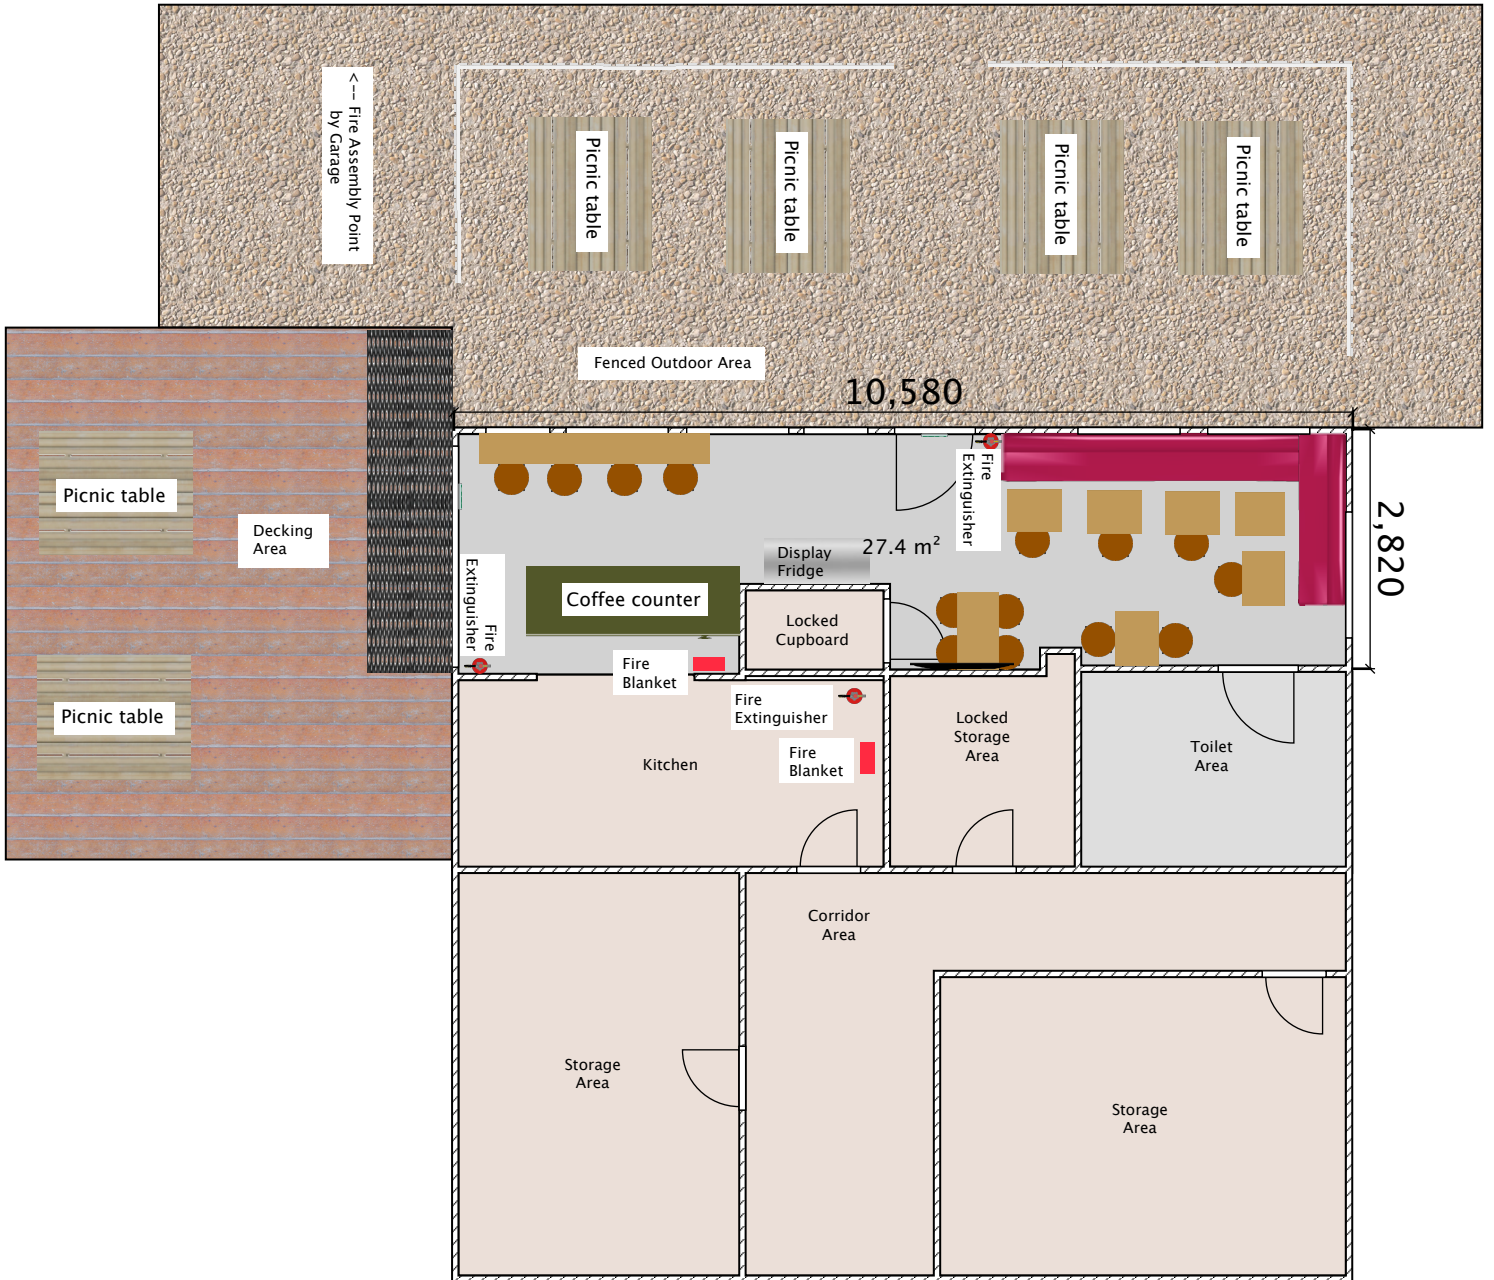 <-- Fire Assembly Point
by Garage
Picnic table
Picnic table
Picnic table
Picnic table
Fenced Outdoor Area
10,580
2,820
Picnic table
Decking
Area
Picnic table
Fire
Extinguisher
27.4 m²
Display
Fridge
Coffee counter
Fire
Extinguisher
Locked
Cupboard
Fire
Blanket
Fire
Extinguisher
Fire
Blanket
Kitchen
Locked
Storage
Area
Toilet
Area
Corridor
Area
Storage
Area
Storage
Area